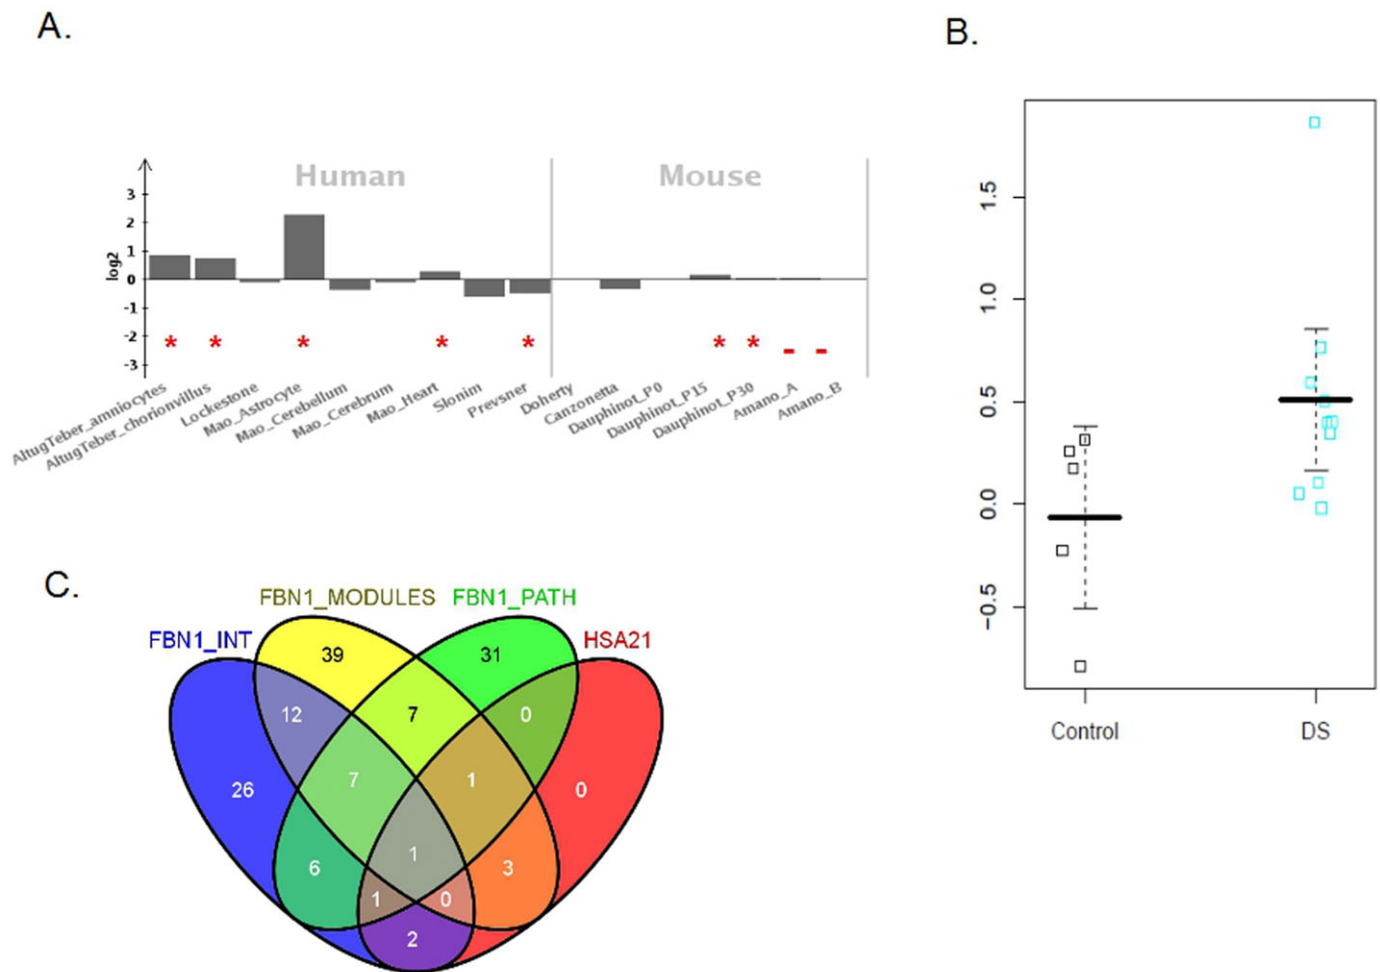 A.
B.
Human
Mouse
log2
3
2
1
0
-1
-2
-3
* * * * * * * - -
AltugTeber_amniocytes
AltugTeber_chorionvillus
Lockestone
Mao_Astrocyte
Mao_Cerebellum
Mao_Cerebrum
Mao_Heart
Slonim
Prevsner
Doherty
Canzonetta
Dauphinot_P0
Dauphinot_P15
Dauphinot_P30
Amano_A
Amano_B
1.5
1.0
0.5
0.0
-0.5
Control
DS
C.
FBN1_MODULES
FBN1_PATH
FBN1_INT
HSA21
39
31
12
7
0
26
7
1
0
6
1
3
1
0
2